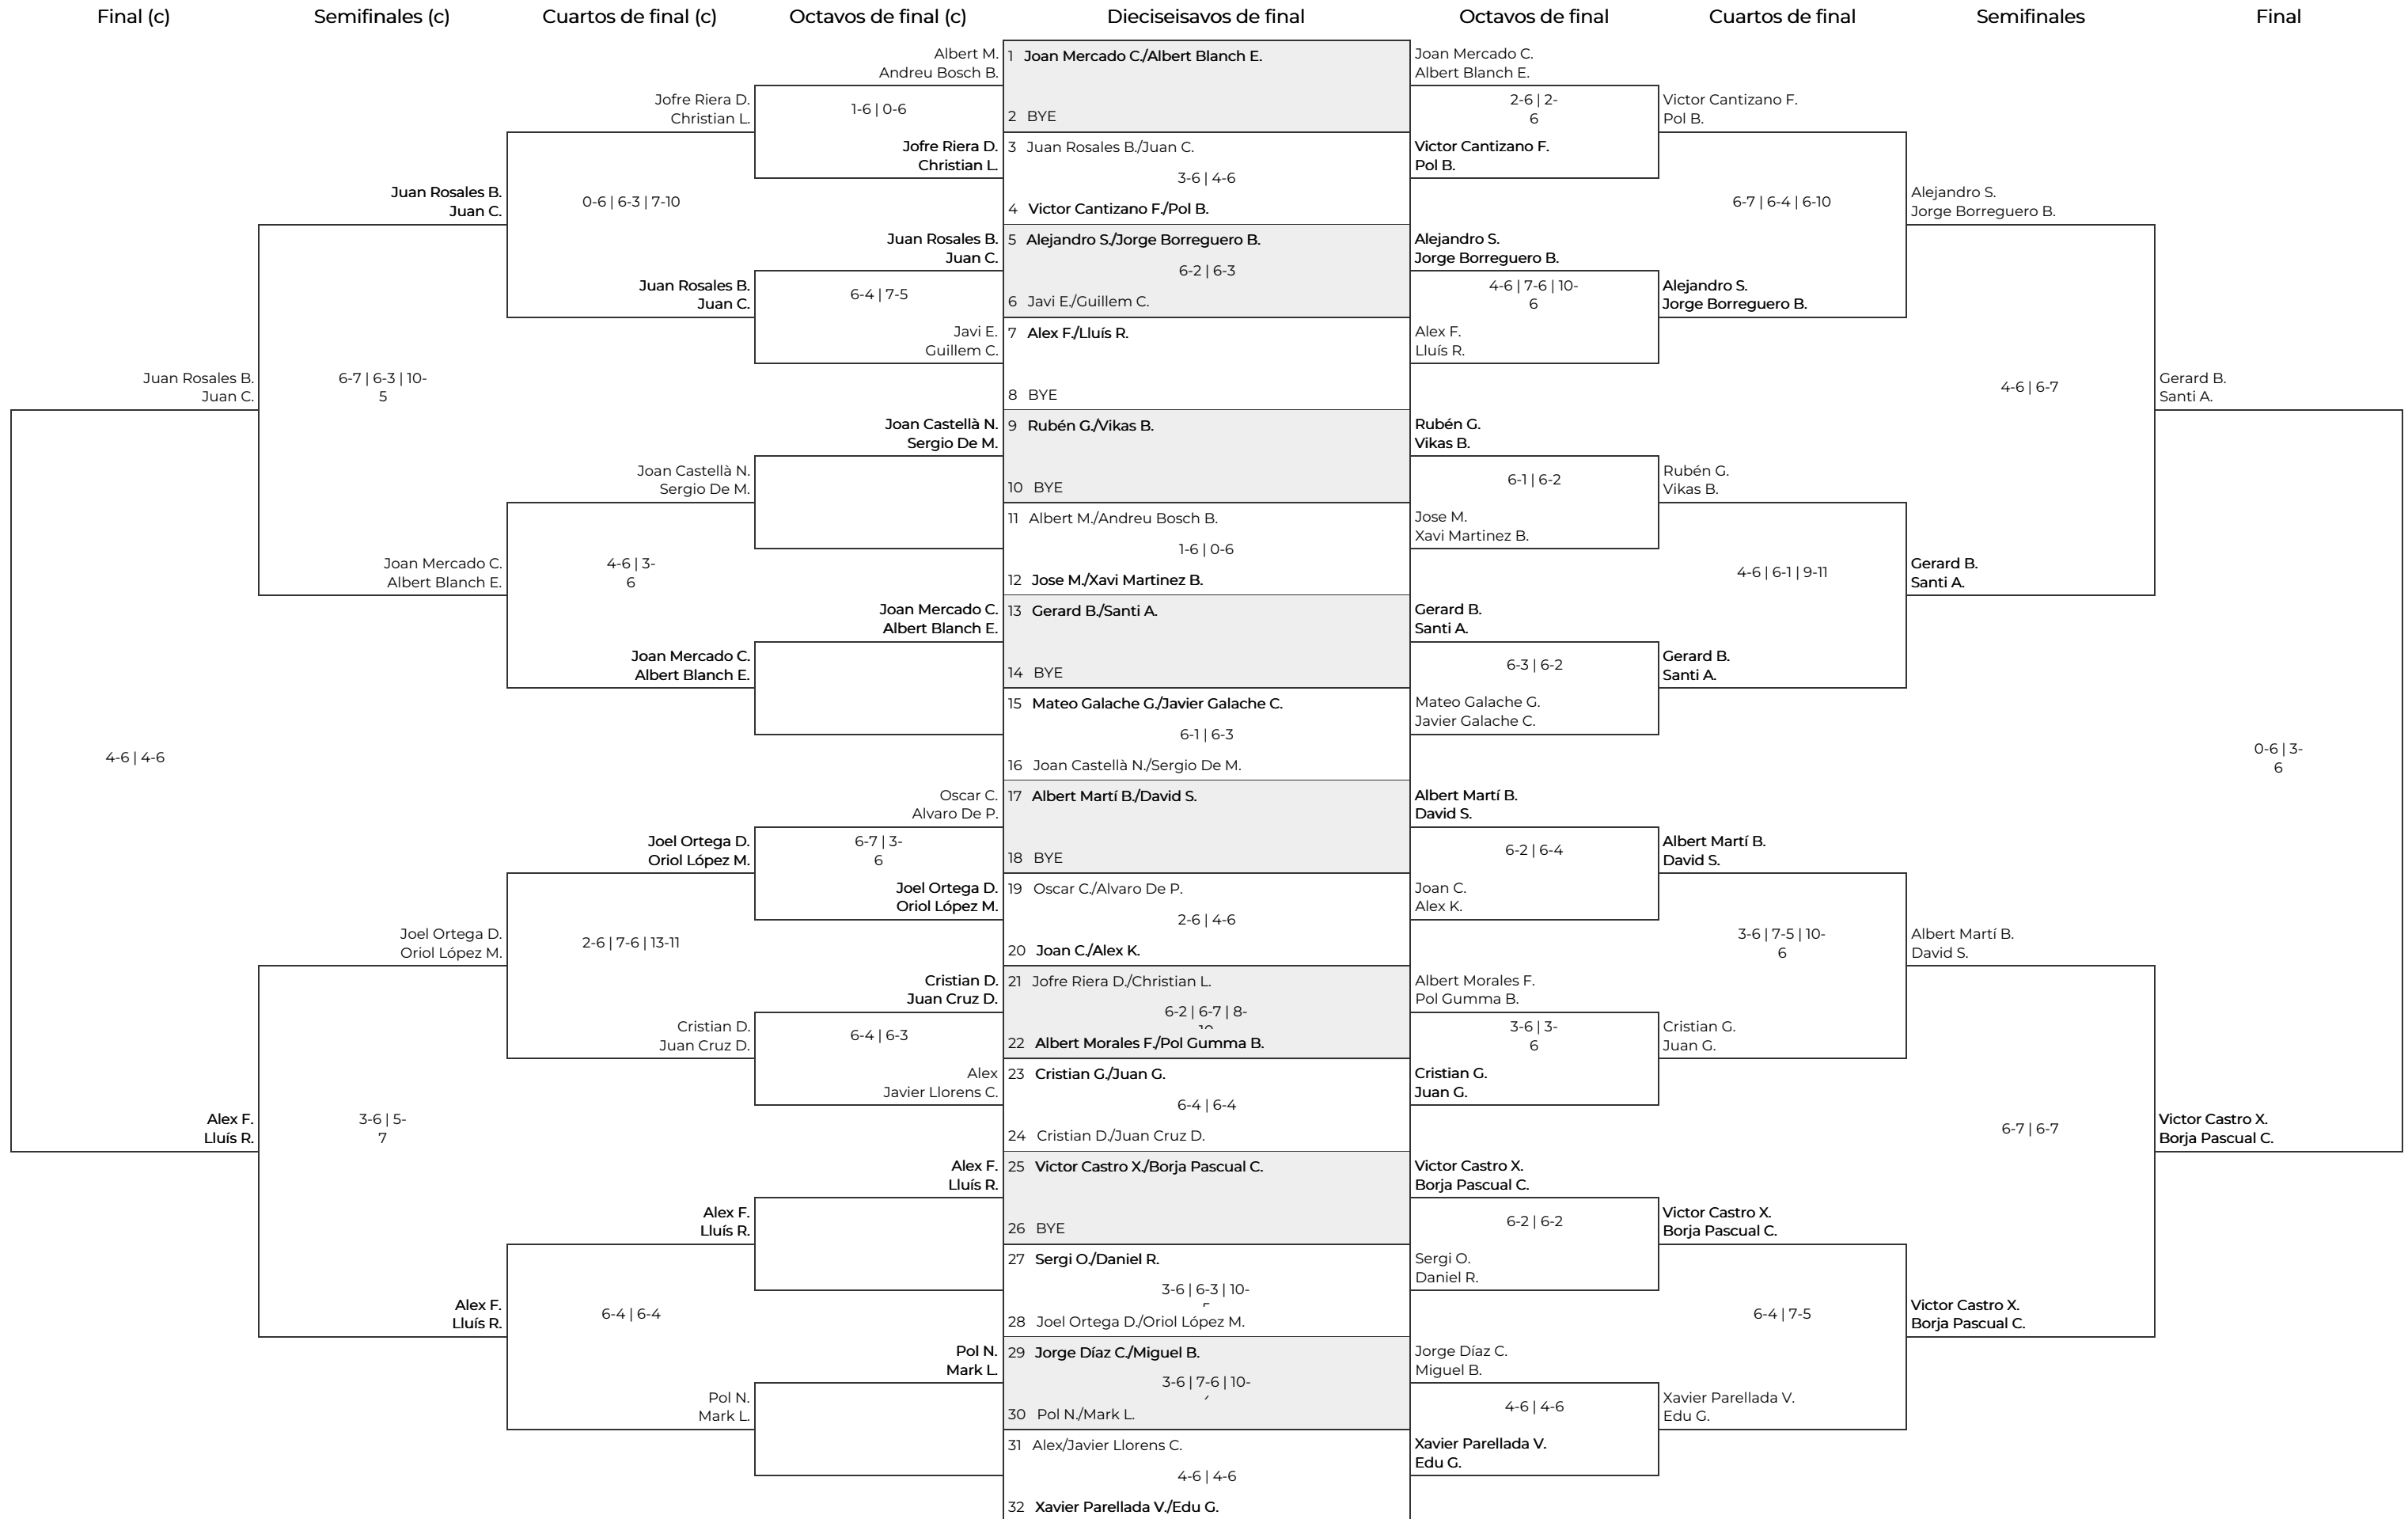 Final (c)
Semifinales (c)
Cuartos de final (c)
Octavos de final (c)
Dieciseisavos de final
Octavos de final
Cuartos de final
Semifinales
Final
Juan Rosales B.
Juan C.
4-6 | 4-6
Alex F.
Lluís R.
Juan Rosales B.
Juan C.
6-7 | 6-3 | 10-
5
Joan Mercado C.
Albert Blanch E.
Joel Ortega D.
Oriol López M.
3-6 | 5-
7
Alex F.
Lluís R.
Jofre Riera D.
Christian L.
0-6 | 6-3 | 7-10
Juan Rosales B.
Juan C.
Joan Castellà N.
Sergio De M.
4-6 | 3-
6
Joan Mercado C.
Albert Blanch E.
Joel Ortega D.
Oriol López M.
2-6 | 7-6 | 13-11
Cristian D.
Juan Cruz D.
Alex F.
Lluís R.
6-4 | 6-4
Pol N.
Mark L.
Albert M.
Andreu Bosch B.
1-6 | 0-6
Jofre Riera D.
Christian L.
Juan Rosales B.
Juan C.
6-4 | 7-5
Javi E.
Guillem C.
Joan Castellà N.
Sergio De M.
Joan Mercado C.
Albert Blanch E.
Oscar C.
Alvaro De P.
6-7 | 3-
6
Joel Ortega D.
Oriol López M.
Cristian D.
Juan Cruz D.
6-4 | 6-3
Alex
Javier Llorens C.
Alex F.
Lluís R.
Pol N.
Mark L.
1 Joan Mercado C./Albert Blanch E.
2 BYE
3 Juan Rosales B./Juan C.
3-6 | 4-6
4 Victor Cantizano F./Pol B.
5 Alejandro S./Jorge Borreguero B.
6-2 | 6-3
6 Javi E./Guillem C.
7 Alex F./Lluís R.
8 BYE
9 Rubén G./Vikas B.
10 BYE
11 Albert M./Andreu Bosch B.
1-6 | 0-6
12 Jose M./Xavi Martinez B.
13 Gerard B./Santi A.
14 BYE
15 Mateo Galache G./Javier Galache C.
6-1 | 6-3
16 Joan Castellà N./Sergio De M.
17 Albert Martí B./David S.
18 BYE
19 Oscar C./Alvaro De P.
2-6 | 4-6
20 Joan C./Alex K.
21 Jofre Riera D./Christian L.
6-2 | 6-7 | 8-
10
22 Albert Morales F./Pol Gumma B.
23 Cristian G./Juan G.
6-4 | 6-4
24 Cristian D./Juan Cruz D.
25 Victor Castro X./Borja Pascual C.
26 BYE
27 Sergi O./Daniel R.
3-6 | 6-3 | 10-
28 Joel Ortega D./Oriol López M.
29 Jorge Díaz C./Miguel B.
3-6 | 7-6 | 10-
30 Pol N./Mark L.
31 Alex/Javier Llorens C.
4-6 | 4-6
32 Xavier Parellada V./Edu G.
Joan Mercado C.
Albert Blanch E.
2-6 | 2-
6
Victor Cantizano F.
Pol B.
Alejandro S.
Jorge Borreguero B.
4-6 | 7-6 | 10-
6
Alex F.
Lluís R.
Rubén G.
Vikas B.
6-1 | 6-2
Jose M.
Xavi Martinez B.
Gerard B.
Santi A.
6-3 | 6-2
Mateo Galache G.
Javier Galache C.
Albert Martí B.
David S.
6-2 | 6-4
Joan C.
Alex K.
Albert Morales F.
Pol Gumma B.
3-6 | 3-
6
Cristian G.
Juan G.
Victor Castro X.
Borja Pascual C.
6-2 | 6-2
Sergi O.
Daniel R.
Jorge Díaz C.
Miguel B.
4-6 | 4-6
Xavier Parellada V.
Edu G.
Victor Cantizano F.
Pol B.
6-7 | 6-4 | 6-10
Alejandro S.
Jorge Borreguero B.
Rubén G.
Vikas B.
4-6 | 6-1 | 9-11
Gerard B.
Santi A.
Albert Martí B.
David S.
3-6 | 7-5 | 10-
6
Cristian G.
Juan G.
Victor Castro X.
Borja Pascual C.
6-4 | 7-5
Xavier Parellada V.
Edu G.
Alejandro S.
Jorge Borreguero B.
4-6 | 6-7
Gerard B.
Santi A.
Albert Martí B.
David S.
6-7 | 6-7
Victor Castro X.
Borja Pascual C.
Gerard B.
Santi A.
0-6 | 3-
6
Victor Castro X.
Borja Pascual C.